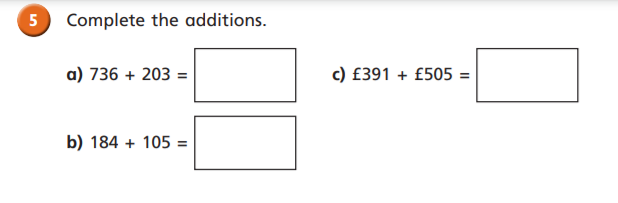 5 Complete the additions.
a) 736 + 203 =
c) £391 + £505 =
b) 184 + 105 =